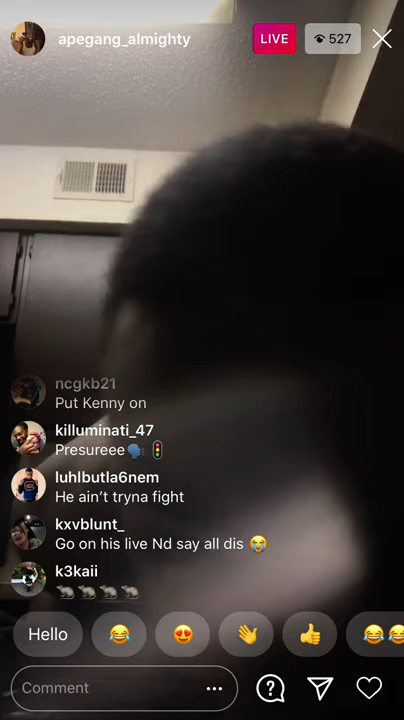 apegang_almighty
LIVE
527
ncgkb21
Put Kenny on
killuminati_47
Presureee🗣️🚦
luhlbutla6nem
He ain't tryna fight
kxvblunt_
Go on his live Nd say all dis 😭
k3kaii
🐀🐀🐀🐀
Hello
Comment